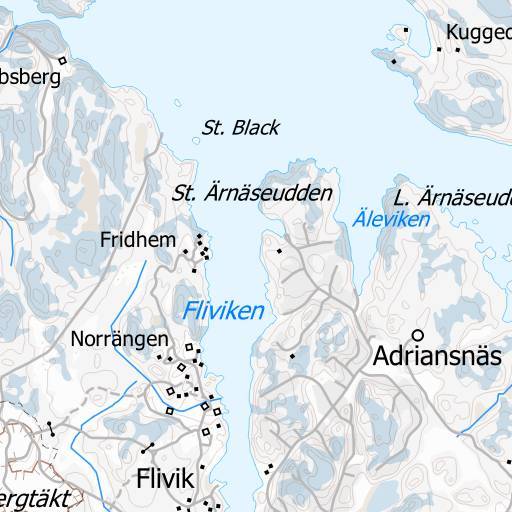 Kugged
bsberg
St. Black
St. Ärnäseudden
L. Ärnäseudd
Äleviken
Fridhem
Fliviken
Norrängen
Adriansnäs
Flivik
ergtäkt